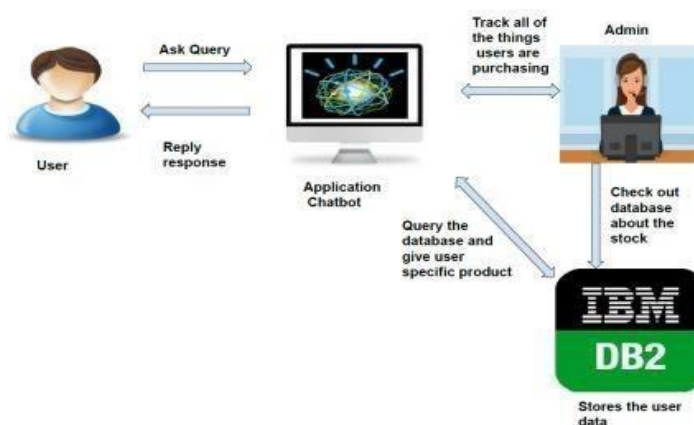 Ask Query
Reply
response
User
Application
Chatbot
Track all of
the things
users are
purchasing
Admin
Query the
database and
give user
specific product
Check out
database
about the
stock
IBM
DB2
Stores the user
data